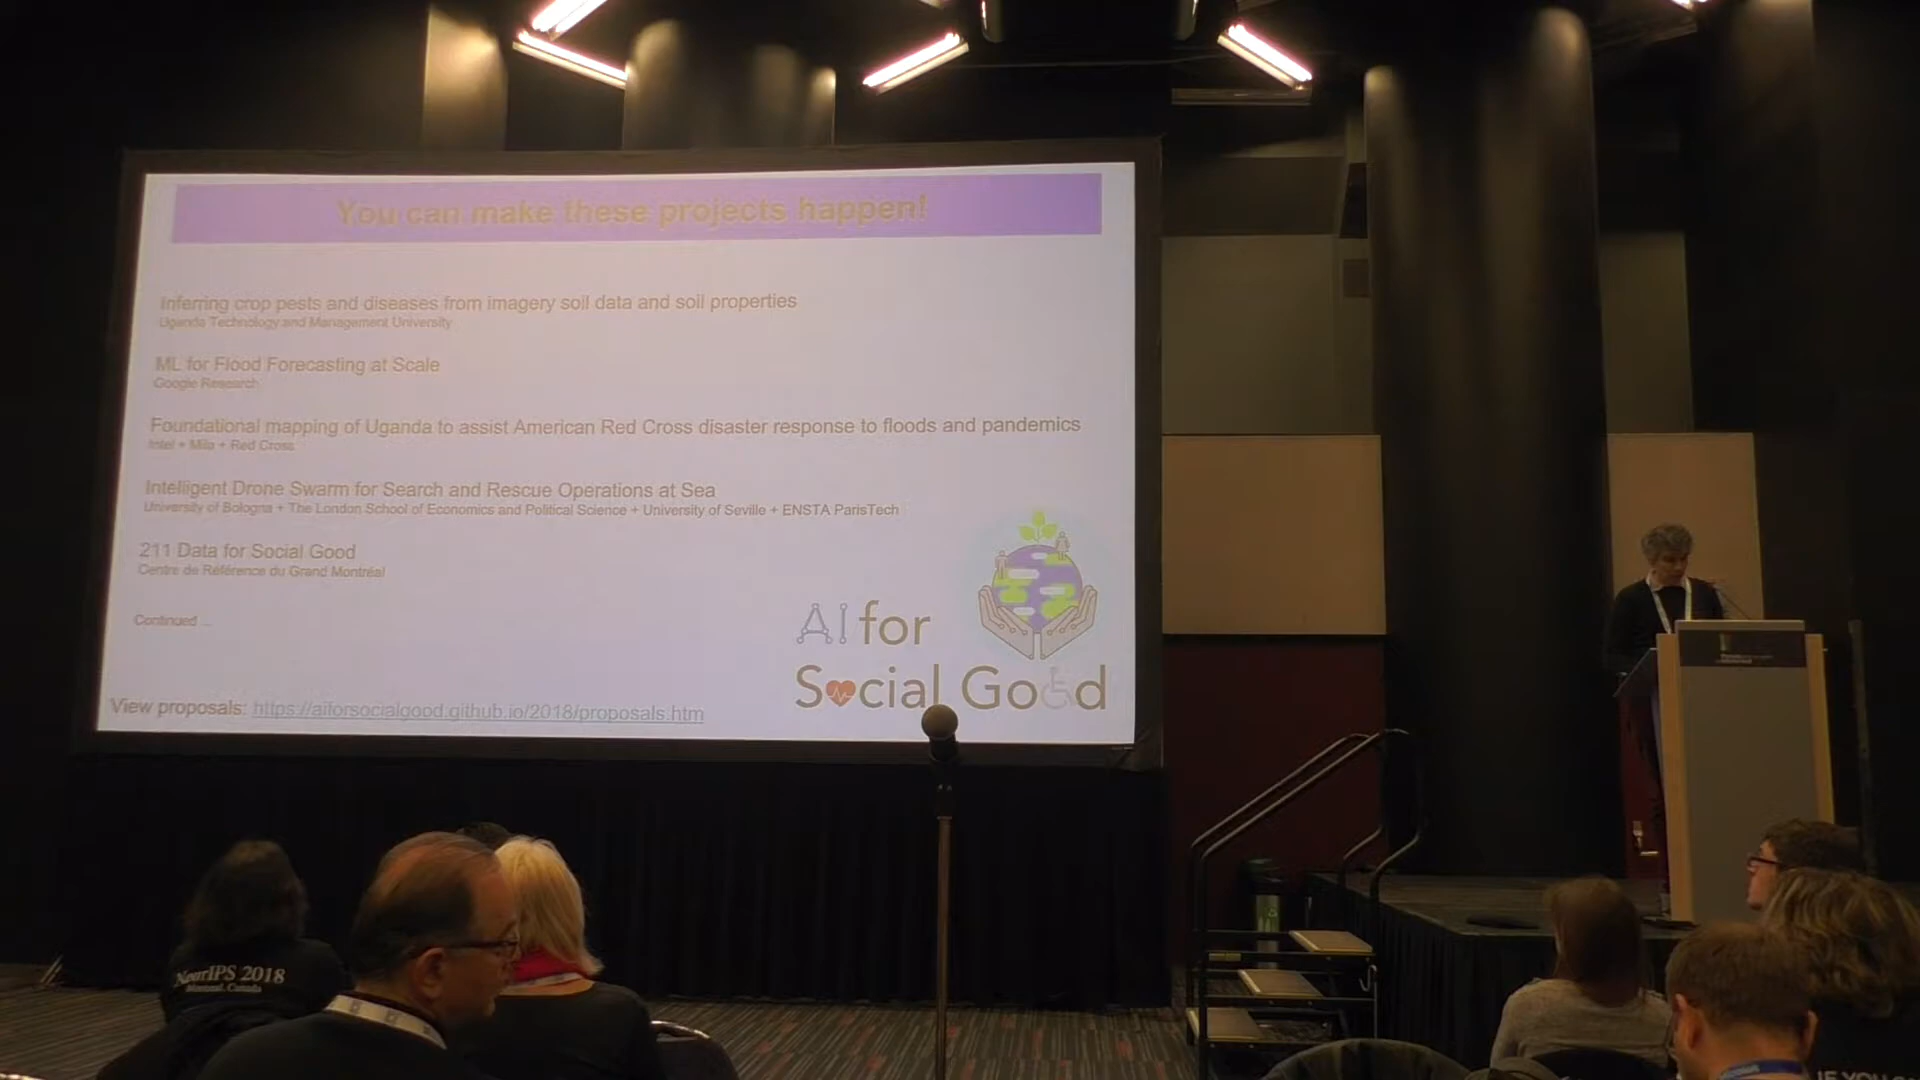 You can make these projects happen!
Inferring crop pests and diseases from imagery soil data and soil properties
Uganda Technology and Management University
ML for Flood Forecasting at Scale
Google Research
Foundational mapping of Uganda to assist American Red Cross disaster response to floods and pandemics
Intel + Mila + Red Cross
Intelligent Drone Swarm for Search and Rescue Operations at Sea
University of Bologna + The London School of Economics and Political Science + University of Seville + ENSTA ParisTech
211 Data for Social Good
Centre de Référence du Grand Montréal
Continued ...
AI for
Social Good
View proposals: https://aiforsocialgood.github.io/2018/proposals.htm
NeurIPS 2018
Montreal, Canada
IF YOU